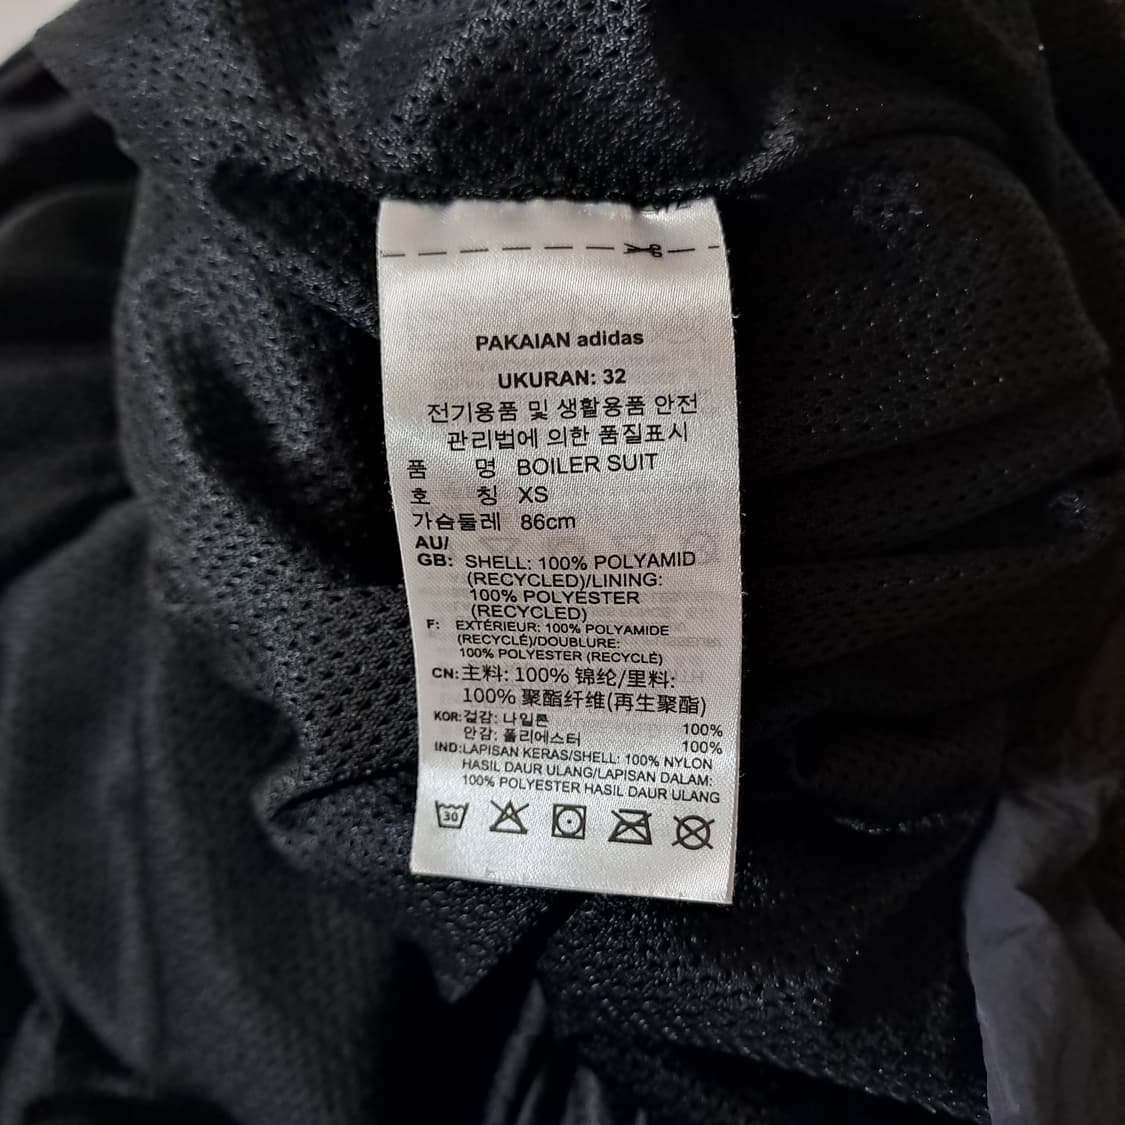 PAKAIAN adidas
UKURAN: 32
전기용품 및 생활용품 안전
관리법에 의한 품질표시
품 명 BOILER SUIT
호 칭 XS
가슴둘레 86cm
AU/
GB: SHELL: 100% POLYAMID
(RECYCLED)/LINING:
100% POLYESTER
(RECYCLED)
F: EXTÉRIEUR: 100% POLYAMIDE
(RECYCLÉ)/DOUBLURE:
100% POLYESTER (RECYCLÉ)
CN: 主料: 100% 锦纶/里料:
100% 聚酯纤维(再生聚酯)
KOR: 겉감: 나일론 100%
안감: 폴리에스터 100%
IND: LAPISAN KERAS/SHELL: 100% NYLON
HASIL DAUR ULANG/LAPISAN DALAM:
100% POLYESTER HASIL DAUR ULANG
30